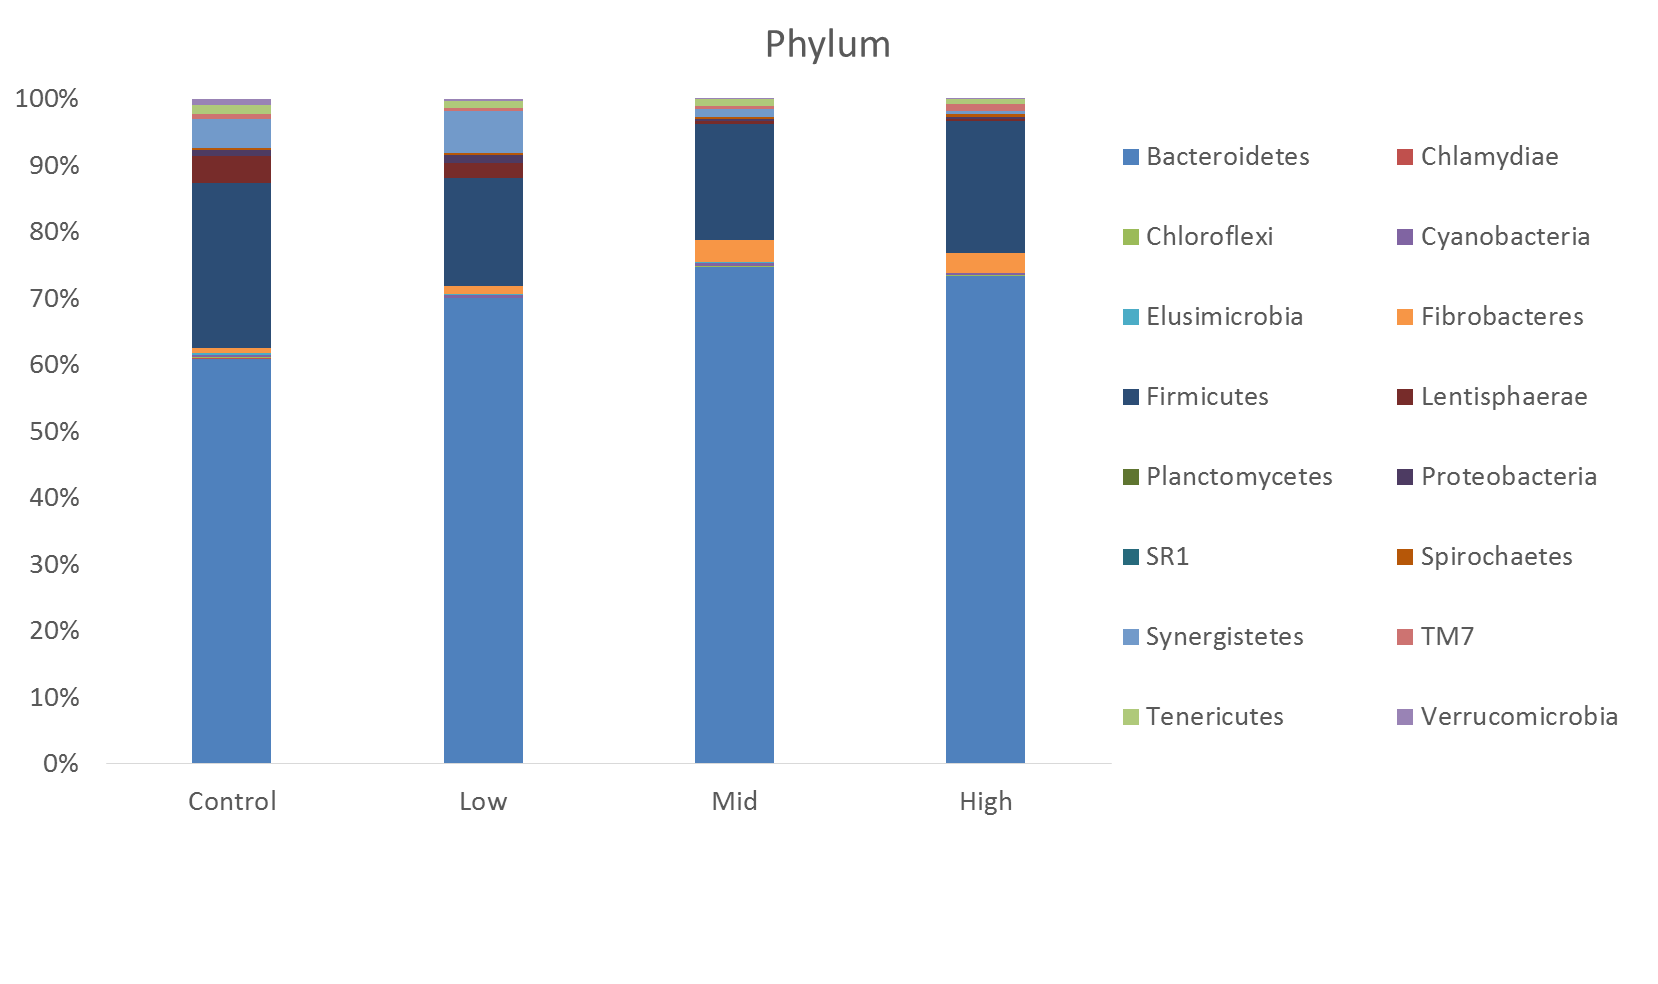 Phylum
100%
90%
80%
70%
60%
50%
40%
30%
20%
10%
0%
Control Low Mid High
Bacteroidetes Chlamydiae
Chloroflexi Cyanobacteria
Elusimicrobia Fibrobacteres
Firmicutes Lentisphaerae
Planctomycetes Proteobacteria
SR1 Spirochaetes
Synergistetes TM7
Tenericutes Verrucomicrobia